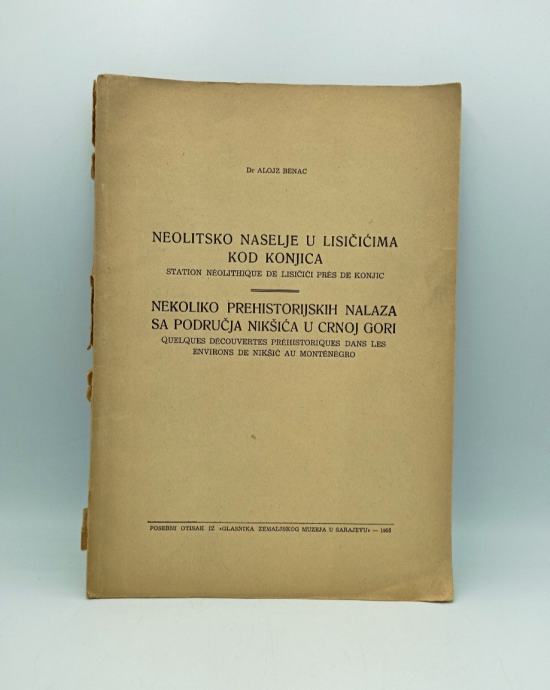 Dr ALOJZ BENAC
NEOLITSKO NASELJE U LISIČIĆIMA
KOD KONJICA
STATION NÉOLITHIQUE DE LISIČIĆI PRÈS DE KONJIC
NEKOLIKO PREHISTORIJSKIH NALAZA
SA PODRUČJA NIKŠIĆA U CRNOJ GORI
QUELQUES DÉCOUVERTES PRÉHISTORIQUES DANS LES
ENVIRONS DE NIKŠIĆ AU MONTÉNÉGRO
POSEBNI OTISAK IZ »GLASNIKA ZEMALJSKOG MUZEJA U SARAJEVU« —